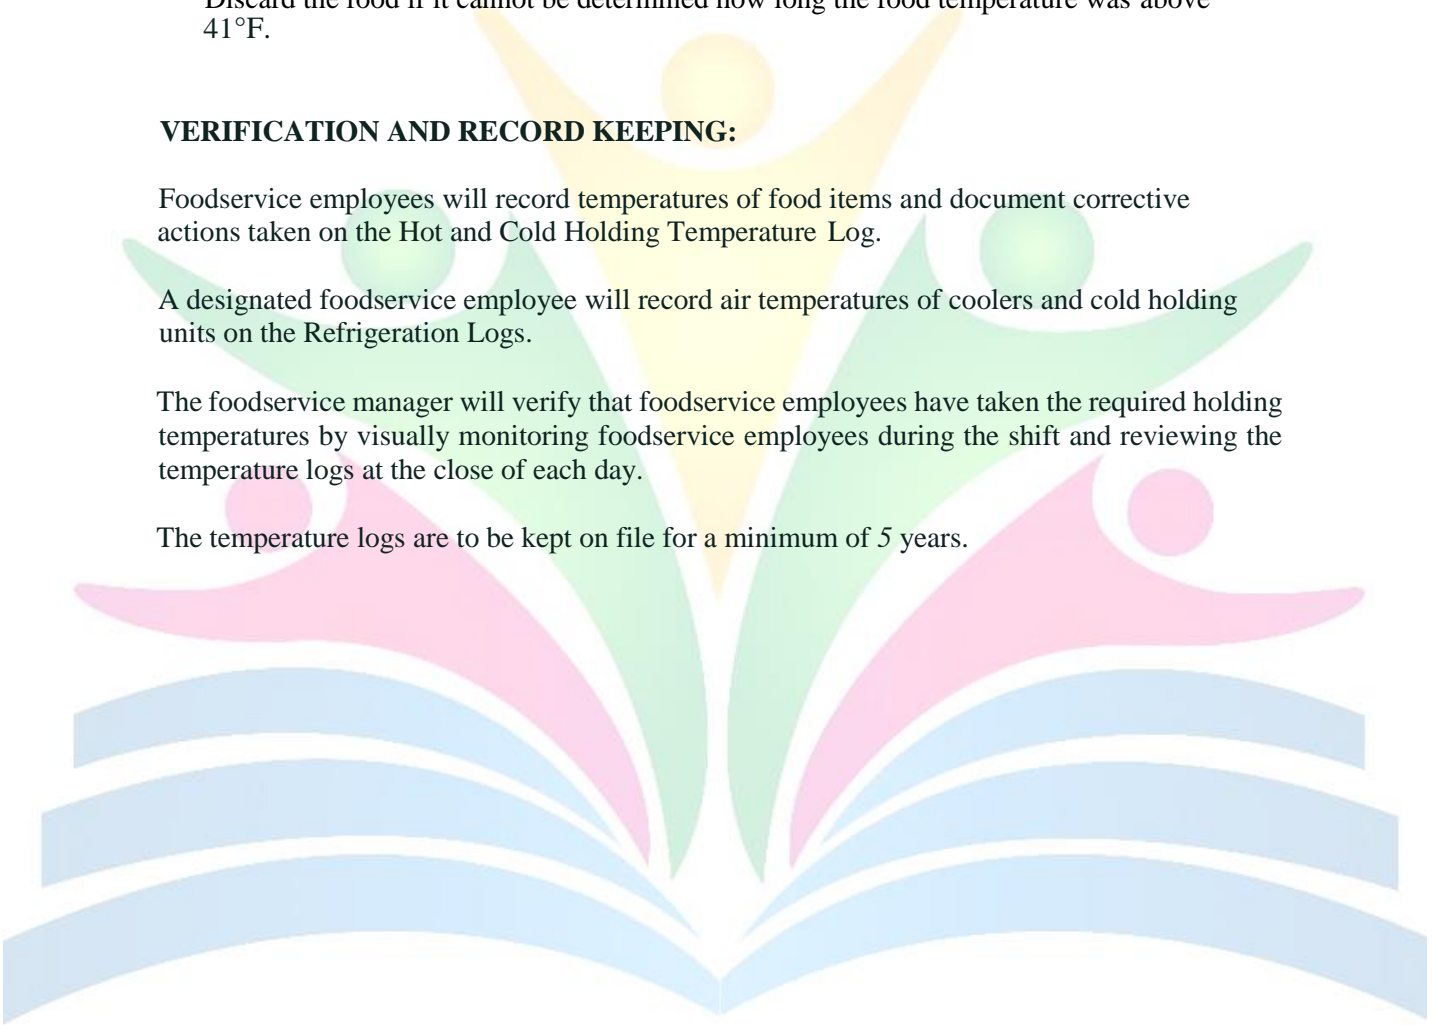 Discard the food if it cannot be determined how long the food temperature was above
41°F.
VERIFICATION AND RECORD KEEPING:
Foodservice employees will record temperatures of food items and document corrective
actions taken on the Hot and Cold Holding Temperature Log.
A designated foodservice employee will record air temperatures of coolers and cold holding
units on the Refrigeration Logs.
The foodservice manager will verify that foodservice employees have taken the required holding
temperatures by visually monitoring foodservice employees during the shift and reviewing the
temperature logs at the close of each day.
The temperature logs are to be kept on file for a minimum of 5 years.